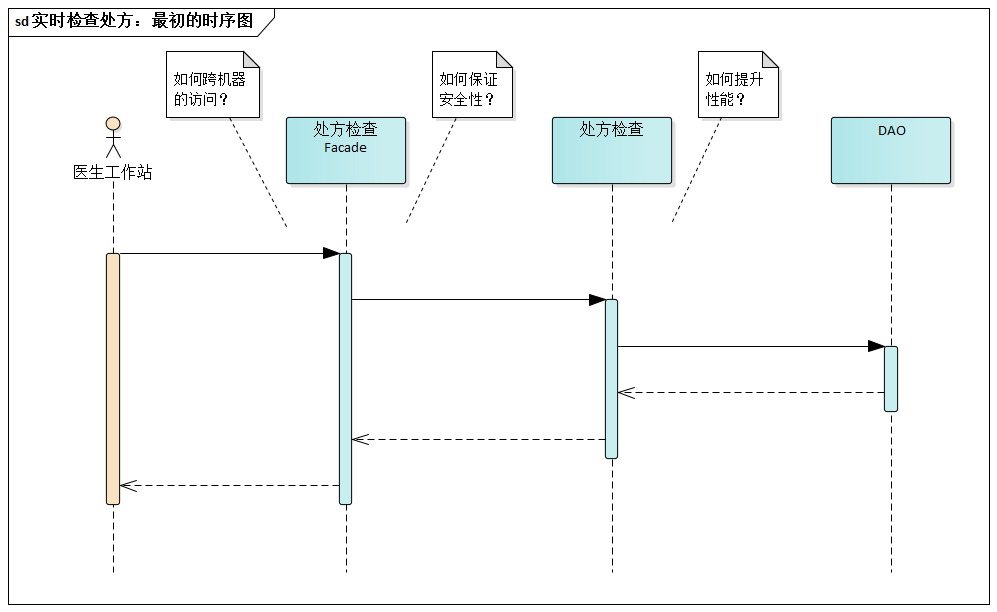 sd 实时检查处方：最初的时序图
如何跨机器
的访问？
如何保证
安全性？
如何提升
性能？
医生工作站
处方检查
Facade
处方检查
DAO